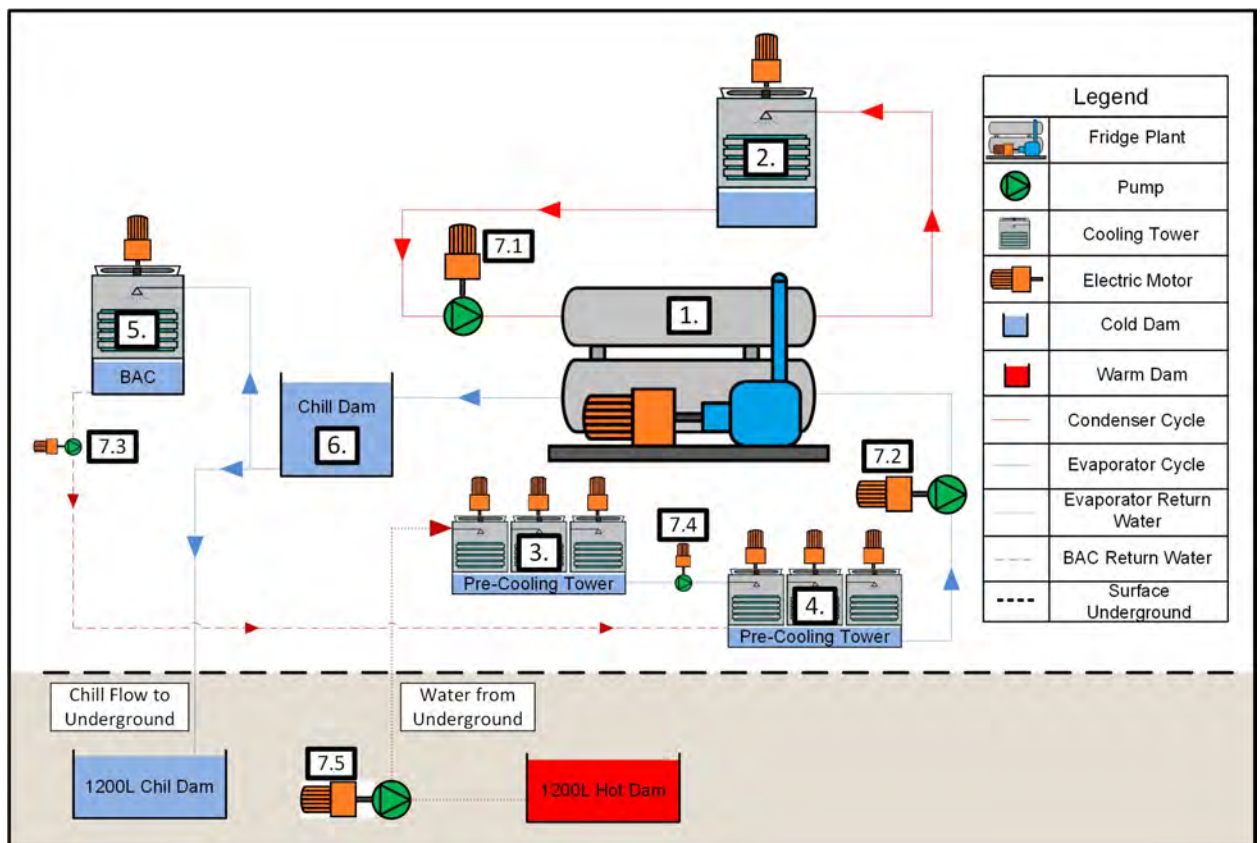 2.
7.1
1.
5.
BAC
Chill Dam
6.
7.3
7.2
3.
Pre-Cooling Tower
7.4
4.
Pre-Cooling Tower
Legend
Fridge Plant
Pump
Cooling Tower
Electric Motor
Cold Dam
Warm Dam
Condenser Cycle
Evaporator Cycle
Evaporator Return
Water
BAC Return Water
Surface
Underground
Chill Flow to
Underground
Water from
Underground
1200L Chil Dam
7.5
1200L Hot Dam